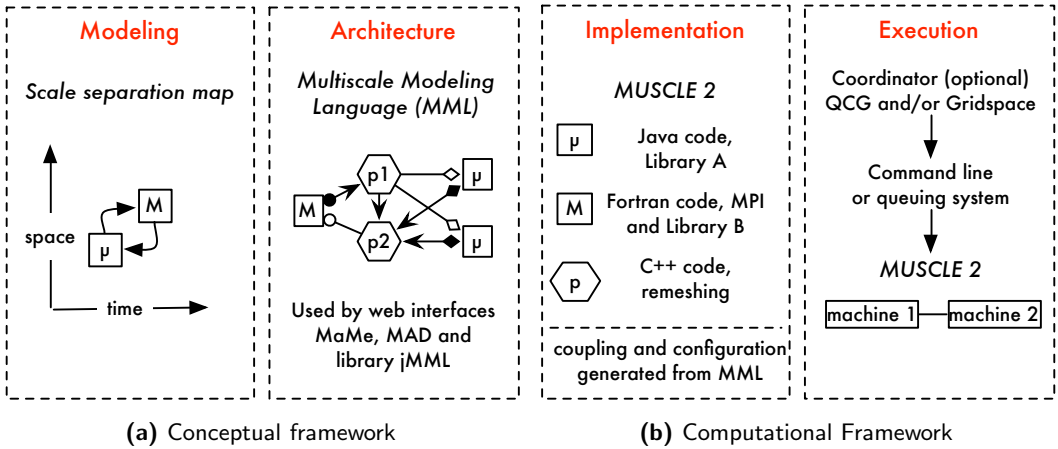 Modeling
Scale separation map
M
space
μ
time
Architecture
Multiscale Modeling
Language (MML)
p1
μ
M
p2
μ
Used by web interfaces
MaMe, MAD and
library jMML
(a) Conceptual framework
Implementation
MUSCLE 2
μ
Java code,
Library A
M
Fortran code, MPI
and Library B
p
C++ code,
remeshing
coupling and configuration
generated from MML
Execution
Coordinator (optional)
QCG and/or Gridspace
Command line
or queuing system
MUSCLE 2
machine 1
machine 2
(b) Computational Framework